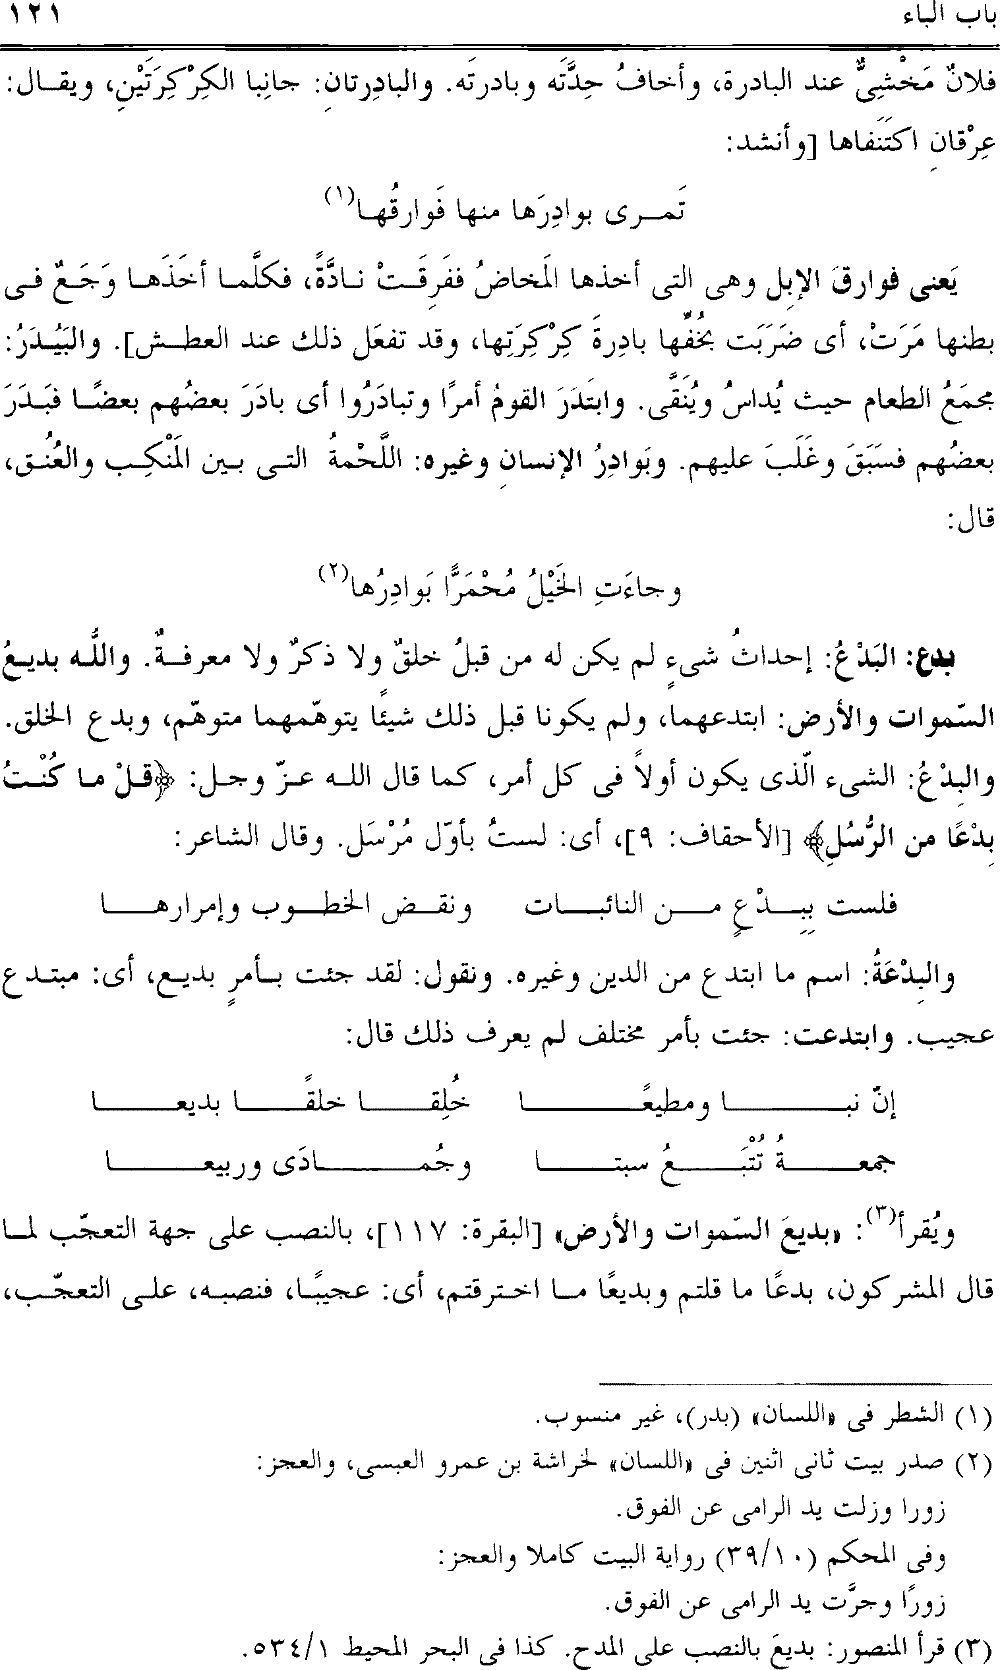 باب الباء ١٢١
فلانٌ مَخْشِىٌّ عند البادرة، وأخافُ حِدَّتَه وبادرتَه. والبادِرتانِ: جانِبا الكِرْكِرَتَيْنِ، ويقال:
عِرْقانِ اكتَنَفاها [وأنشد:
تَمرى بوادِرَها منها فَوارقُها(١)
يَعنى فوارقَ الإبِل وهى التى أخذها المَخاضُ ففَرِقَتْ نادَّةً، فكلَّما أخَذَها وَجَعٌ فى
بطنها مَرَتْ، أى ضَرَبَت بخُفِّها بادِرةَ كِرْكِرَتِها، وقد تفعَل ذلك عند العطش]. والبَيْدَرُ:
مجمَعُ الطعام حيث يُداسُ ويُنَقَّى. وابتَدَرَ القومُ أمرًا وتبادَرُوا أى بادَرَ بعضُهم بعضًا فبَدَرَ
بعضُهم فسَبَقَ وغَلَبَ عليهم. وبَوادِرُ الإنسانِ وغيره: اللَّحْمةُ التى بين المَنْكِب والعُنُق،
قال:
وجاءَتِ الخَيْلُ مُحْمَرًّا بَوادِرُها(٢)
بدع: البَدْعُ: إحداثُ شىءٍ لم يكن له من قبلُ خلقٌ ولا ذكرٌ ولا معرفةٌ. واللُّه بديعُ
السّموات والأرض: ابتدعهما، ولم يكونا قبل ذلك شيئًا يتوهّمهما متوهّم، وبدع الخلق.
والبِدْعُ: الشىء الّذى يكون أولاً فى كل أمر، كما قال الله عزّ وجل: ﴿قلْ ما كُنْتُ
بِدْعًا من الرُّسُلِ﴾ [الأحقاف: ٩]، أى: لستُ بأوّل مُرْسَل. وقال الشاعر:
فلست بِبِدْعٍ من النائبات ونقض الخطوب وإمرارها
والبِدْعَةُ: اسم ما ابتدع من الدين وغيره. ونقول: لقد جئت بأمرٍ بديع، أى: مبتدع
عجيب. وابتدعت: جئت بأمر مختلف لم يعرف ذلك قال:
إنّ نبا ومطيعًا خُلِقا خلقًا بديعا
جمعةُ تُتْبَعُ سبتا وجُمادَى وربيعا
ويُقرأ(٣): «بديعَ السّموات والأرض» [البقرة: ١١٧]، بالنصب على جهة التعجّب لما
قال المشركون، بدعًا ما قلتم وبديعًا ما اخترقتم، أى: عجيبًا، فنصبه، على التعجّب،
(١) الشطر فى «اللسان» (بدر)، غير منسوب.
(٢) صدر بيت ثانى اثنين فى «اللسان» لخراشة بن عمرو العبسى، والعجز:
زورا وزلت يد الرامى عن الفوق.
وفى المحكم (٣٩/١٠) رواية البيت كاملا والعجز:
زورًا وجرَّت يد الرامى عن الفوق.
(٣) قرأ المنصور: بديعَ بالنصب على المدح. كذا فى البحر المحيط ٥٣٤/١.